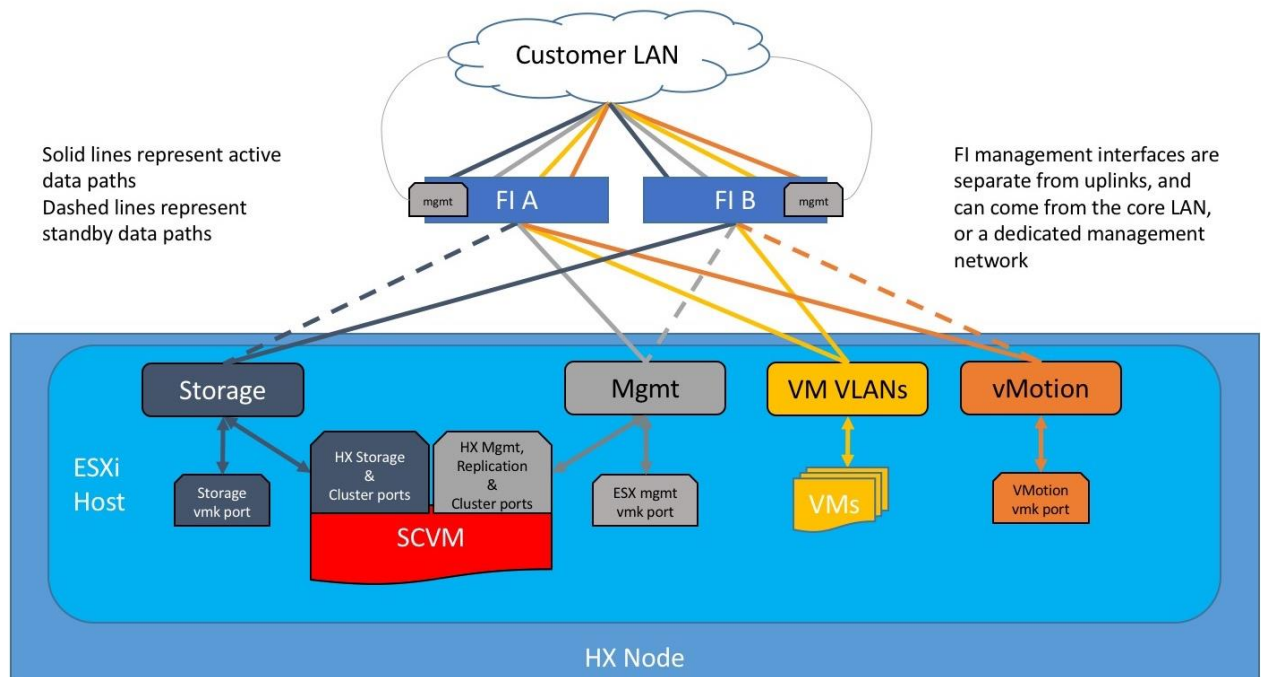 Customer LAN
Solid lines represent active
data paths
Dashed lines represent
standby data paths
FI management interfaces are
separate from uplinks, and
can come from the core LAN,
or a dedicated management
network
mgmt
FI A
FI B
mgmt
Storage
Mgmt
VM VLANs
vMotion
ESXi
Host
Storage
vmk port
HX Storage
&
Cluster ports
HX Mgmt,
Replication
&
Cluster ports
SCVM
ESX mgmt
vmk port
VMs
VMotion
vmk port
HX Node